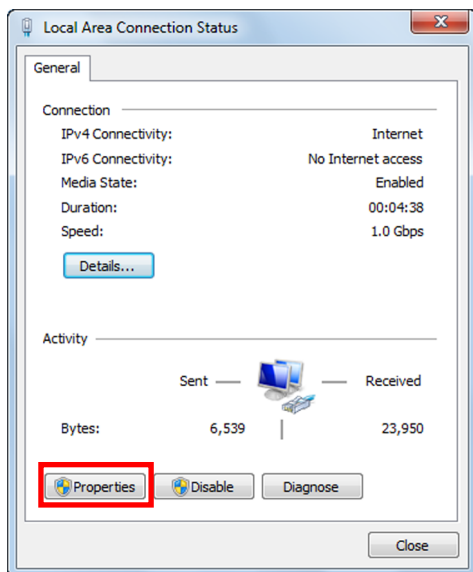 Local Area Connection Status
General
Connection
IPv4 Connectivity: Internet
IPv6 Connectivity: No Internet access
Media State: Enabled
Duration: 00:04:38
Speed: 1.0 Gbps
Details...
Activity
Sent Received
Bytes: 6,539 23,950
Properties Disable Diagnose
Close